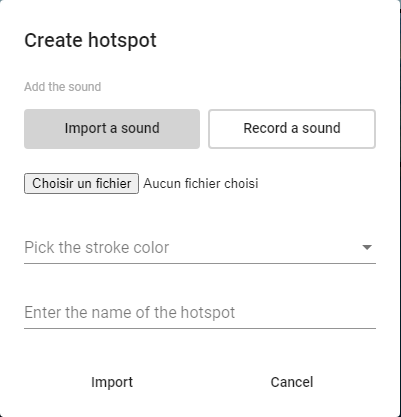 Create hotspot
Add the sound
Import a sound Record a sound
Choisir un fichier Aucun fichier choisi
Pick the stroke color
Enter the name of the hotspot
Import Cancel